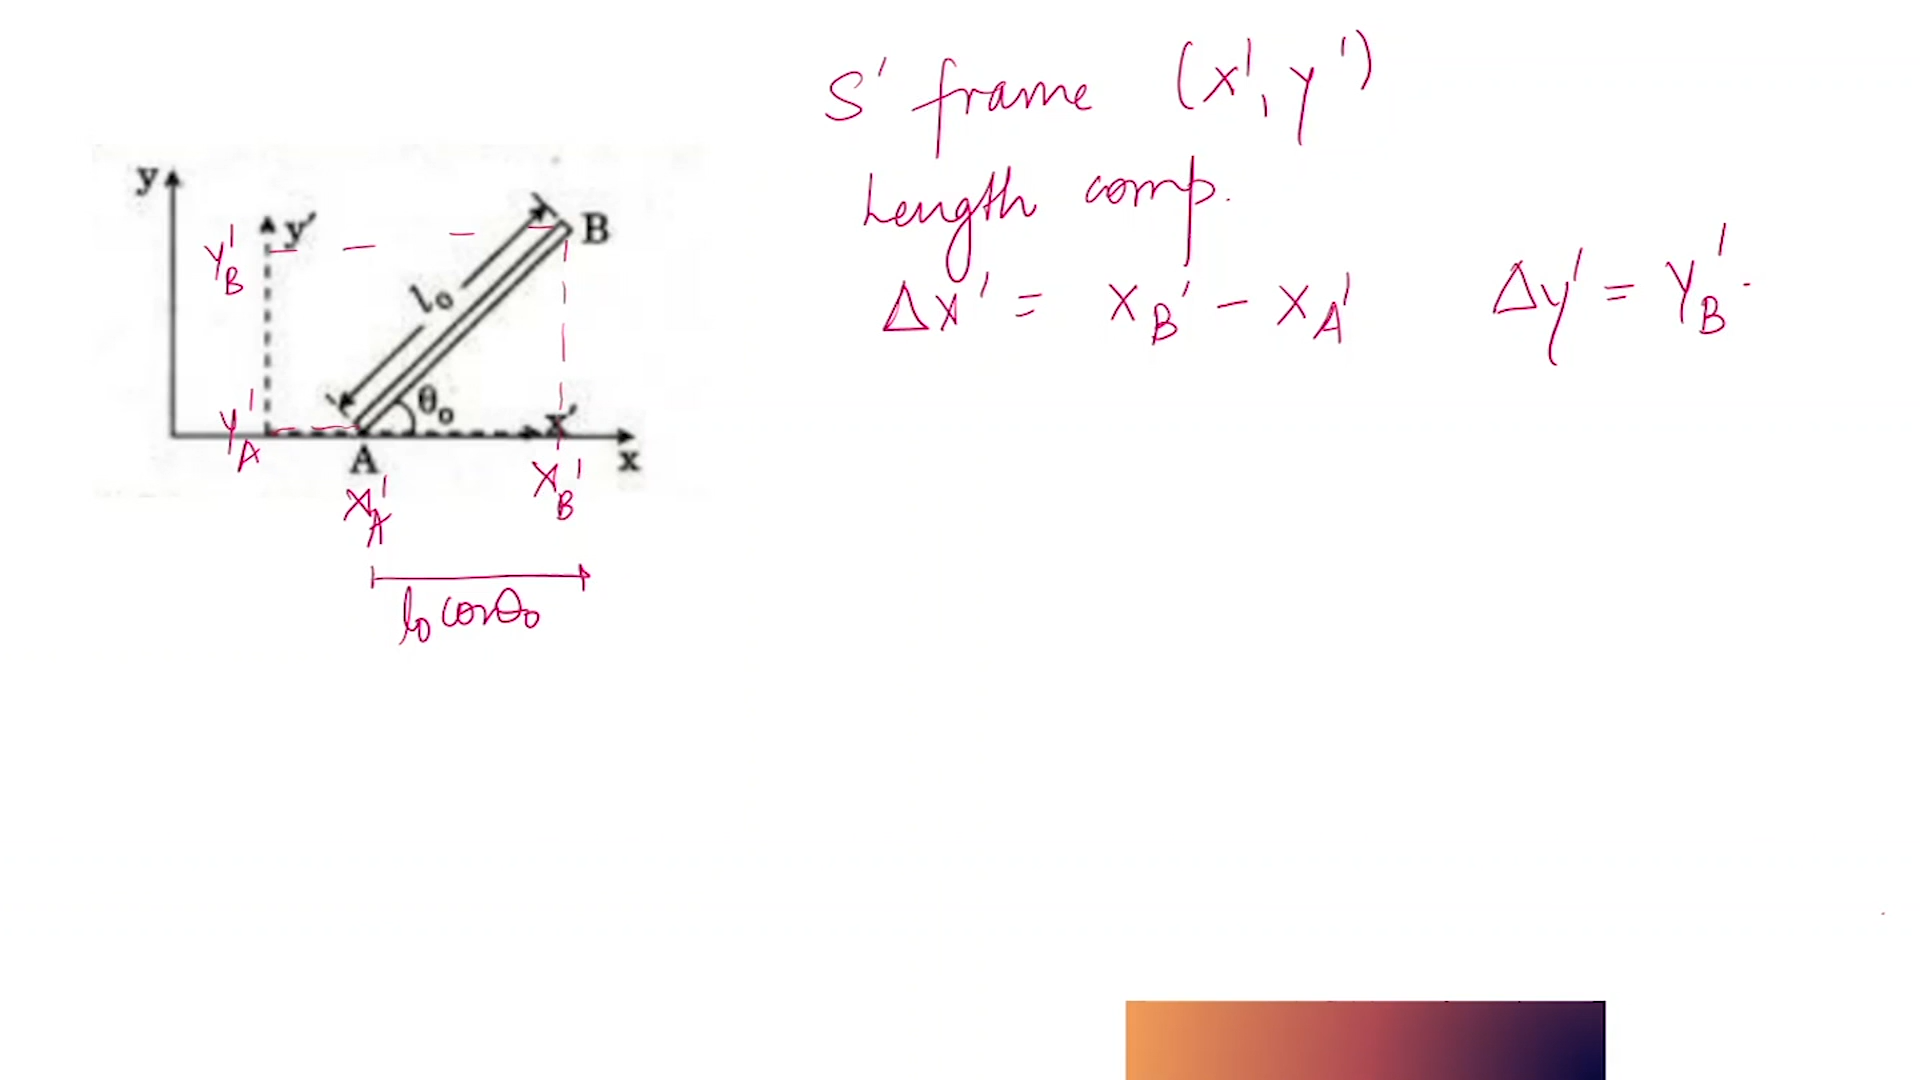 S' frame (x', y')
Length comp.
Δx' = x_B' - x_A' Δy' = y_B' -
y
y'
B
y_B'
l₀
θ₀
x'
y_A'
A
x
x_A'
x_B'
l₀ cosθ₀